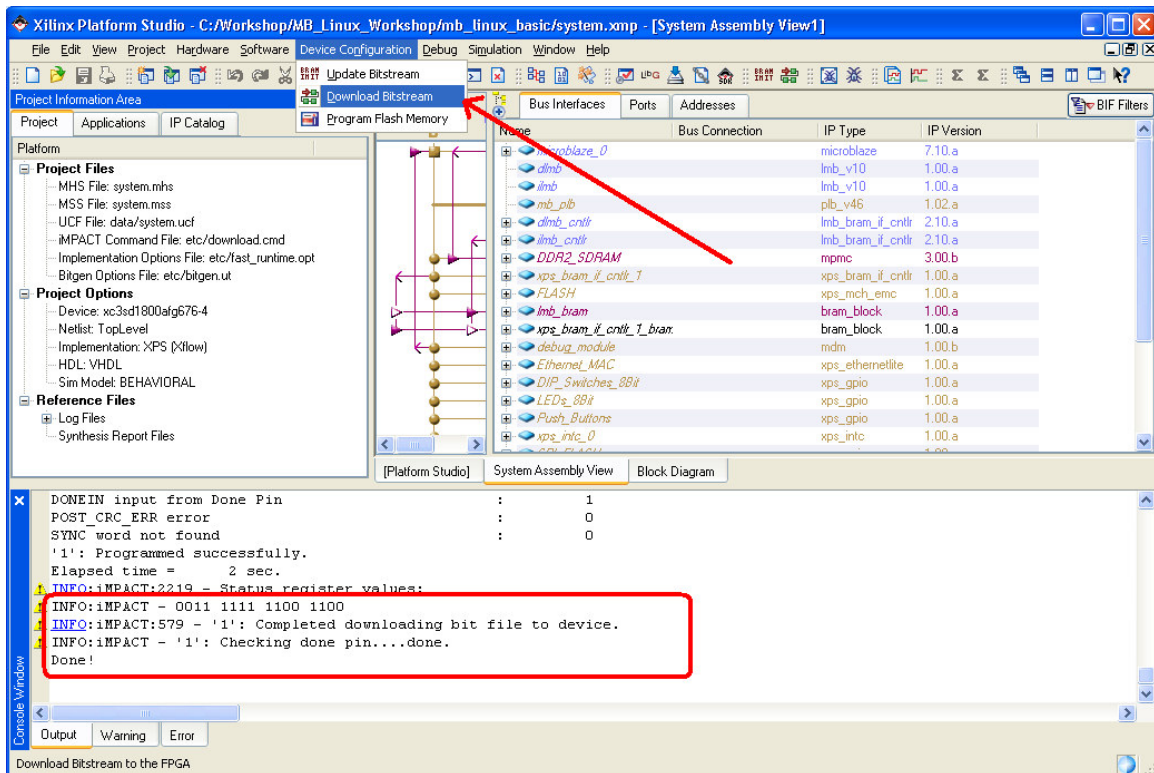 Xilinx Platform Studio - C:/Workshop/MB_Linux_Workshop/mb_linux_basic/system.xmp - [System Assembly View1]
File Edit View Project Hardware Software Device Configuration Debug Simulation Window Help
Update Bitstream
Download Bitstream
Program Flash Memory
Project Information Area
Project Applications IP Catalog
Platform
Project Files
MHS File: system.mhs
MSS File: system.mss
UCF File: data/system.ucf
iMPACT Command File: etc/download.cmd
Implementation Options File: etc/fast_runtime.opt
Bitgen Options File: etc/bitgen.ut
Project Options
Device: xc3sd1800afg676-4
Netlist: TopLevel
Implementation: XPS (Xflow)
HDL: VHDL
Sim Model: BEHAVIORAL
Reference Files
Log Files
Synthesis Report Files
Bus Interfaces Ports Addresses BIF Filters
Name Bus Connection IP Type IP Version
microblaze_0 microblaze 7.10.a
dlmb lmb_v10 1.00.a
ilmb lmb_v10 1.00.a
mb_plb plb_v46 1.02.a
dlmb_cntlr lmb_bram_if_cntlr 2.10.a
ilmb_cntlr lmb_bram_if_cntlr 2.10.a
DDR2_SDRAM mpmc 3.00.b
xps_bram_if_cntlr_1 xps_bram_if_cntlr 1.00.a
FLASH xps_mch_emc 1.00.a
lmb_bram bram_block 1.00.a
xps_bram_if_cntlr_1_bram bram_block 1.00.a
debug_module mdm 1.00.b
Ethernet_MAC xps_ethernetlite 1.00.a
DIP_Switches_8Bit xps_gpio 1.00.a
LEDs_8Bit xps_gpio 1.00.a
Push_Buttons xps_gpio 1.00.a
xps_intc_0 xps_intc 1.00.a
[Platform Studio] System Assembly View Block Diagram
DONEIN input from Done Pin : 1
POST_CRC_ERR error : 0
SYNC word not found : 0
'1': Programmed successfully.
Elapsed time = 2 sec.
INFO:iMPACT:2219 - Status register values:
INFO:iMPACT - 0011 1111 1100 1100
INFO:iMPACT:579 - '1': Completed downloading bit file to device.
INFO:iMPACT - '1': Checking done pin....done.
Done!
Console Window
Output Warning Error
Download Bitstream to the FPGA